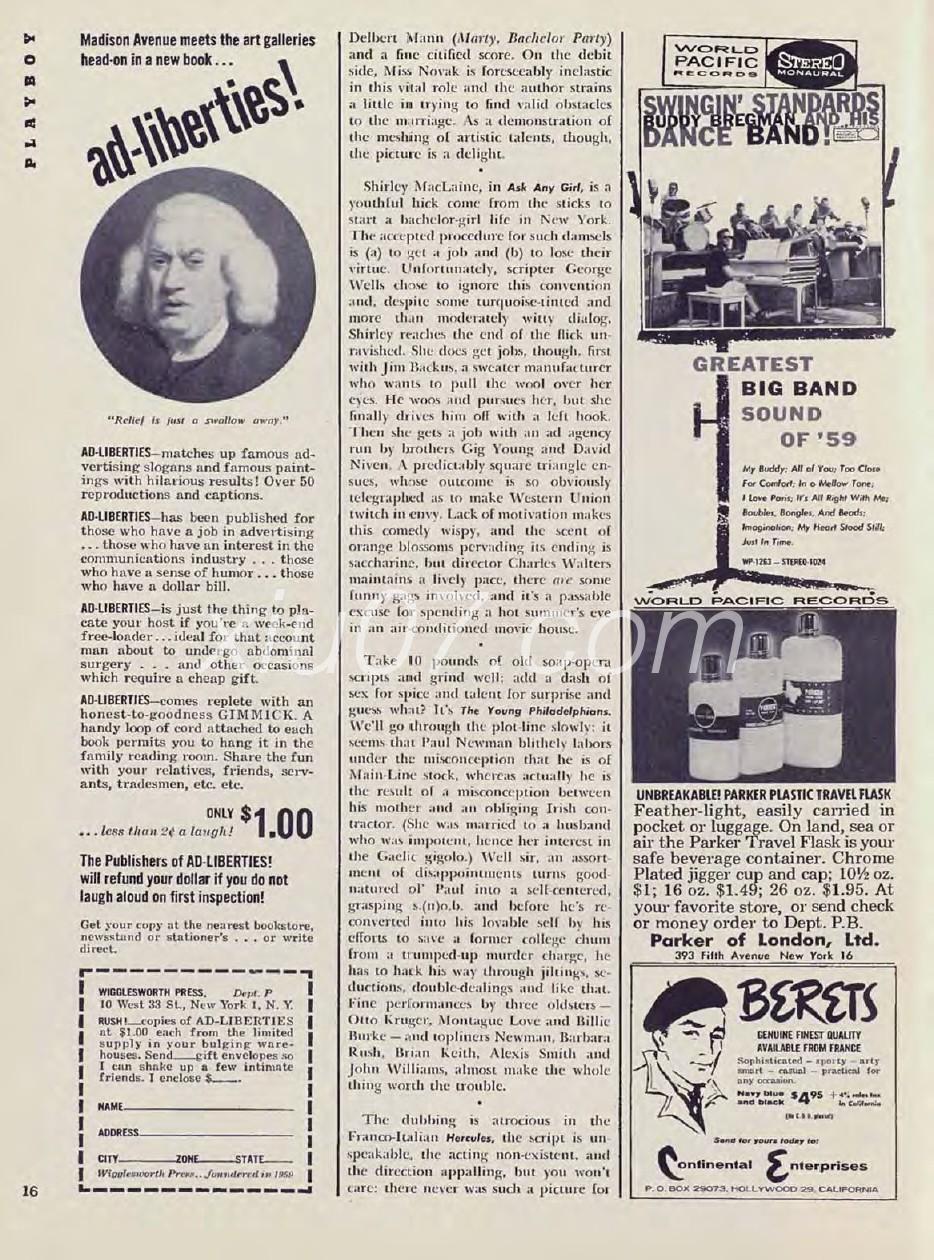 PLAYBOY
Madison Avenue meets the art galleries
head-on in a new book . . .
ad-liberties!
"Relief is just a swallow away."
AD-LIBERTIES—matches up famous ad-
vertising slogans and famous paint-
ings with hilarious results! Over 50
reproductions and captions.
AD-LIBERTIES—has been published for
those who have a job in advertising
. . . those who have an interest in the
communications industry . . . those
who have a sense of humor . . . those
who have a dollar bill.
AD-LIBERTIES—is just the thing to pla-
cate your host if you're a week-end
free-loader . . . ideal for that account
man about to undergo abdominal
surgery . . . and other occasions
which require a cheap gift.
AD-LIBERTIES—comes replete with an
honest-to-goodness GIMMICK. A
handy loop of cord attached to each
book permits you to hang it in the
family reading room. Share the fun
with your relatives, friends, serv-
ants, tradesmen, etc. etc.
ONLY $1.00
. . . less than 2¢ a laugh!
The Publishers of AD-LIBERTIES!
will refund your dollar if you do not
laugh aloud on first inspection!
Get your copy at the nearest bookstore,
newsstand or stationer's . . . or write
direct.
WIGGLESWORTH PRESS, Dept. P
10 West 33 St., New York 1, N. Y.
RUSH!___copies of AD-LIBERTIES
at $1.00 each from the limited
supply in your bulging ware-
houses. Send___gift envelopes so
I can shake up a few intimate
friends. I enclose $____.
NAME
ADDRESS
CITY ZONE STATE
Wigglesworth Press...foundered in 1959
16
Delbert Mann (Marty, Bachelor Party)
and a fine citified score. On the debit
side, Miss Novak is foreseeably inelastic
in this vital role and the author strains
a little in trying to find valid obstacles
to the marriage. As a demonstration of
the meshing of artistic talents, though,
the picture is a delight.
•
Shirley MacLaine, in Ask Any Girl, is a
youthful hick come from the sticks to
start a bachelor-girl life in New York.
The accepted procedure for such damsels
is (a) to get a job and (b) to lose their
virtue. Unfortunately, scripter George
Wells chose to ignore this convention
and, despite some turquoise-tinted and
more than moderately witty dialog,
Shirley reaches the end of the flick un-
ravished. She does get jobs, though, first
with Jim Backus, a sweater manufacturer
who wants to pull the wool over her
eyes. He woos and pursues her, but she
finally drives him off with a left hook.
Then she gets a job with an ad agency
run by brothers Gig Young and David
Niven. A predictably square triangle en-
sues, whose outcome is so obviously
telegraphed as to make Western Union
twitch in envy. Lack of motivation makes
this comedy wispy, and the scent of
orange blossoms pervading its ending is
saccharine, but director Charles Walters
maintains a lively pace, there are some
funny gags involved, and it's a passable
excuse for spending a hot summer's eve
in an air-conditioned movie house.
•
Take 10 pounds of old soap-opera
scripts and grind well; add a dash of
sex for spice and talent for surprise and
guess what? It's The Young Philadelphians.
We'll go through the plot-line slowly: it
seems that Paul Newman blithely labors
under the misconception that he is of
Main-Line stock, whereas actually he is
the result of a misconception between
his mother and an obliging Irish con-
tractor. (She was married to a husband
who was impotent, hence her interest in
the Gaelic gigolo.) Well sir, an assort-
ment of disappointments turns good-
natured ol' Paul into a self-centered,
grasping s.(n)o.b. and before he's re-
converted into his lovable self by his
efforts to save a former college chum
from a trumped-up murder charge, he
has to hack his way through jiltings, se-
ductions, double-dealings and like that.
Fine performances by three oldsters —
Otto Kruger, Montague Love and Billie
Burke — and topliners Newman, Barbara
Rush, Brian Keith, Alexis Smith and
John Williams, almost make the whole
thing worth the trouble.
•
The dubbing is atrocious in the
Franco-Italian Hercules, the script is un-
speakable, the acting non-existent, and
the direction appalling, but you won't
care: there never was such a picture for
WORLD
PACIFIC
RECORDS
STEREO
MONAURAL
SWINGIN' STANDARDS
BUDDY BREGMAN AND HIS
DANCE BAND!
GREATEST
BIG BAND
SOUND
OF '59
My Buddy; All of You; Too Close
For Comfort; In a Mellow Tone;
I Love Paris; It's All Right With Me;
Baubles, Bangles, And Beads;
Imagination; My Heart Stood Still;
Just In Time.
WP-1263 — STEREO-1024
WORLD PACIFIC RECORDS
UNBREAKABLE! PARKER PLASTIC TRAVEL FLASK
Feather-light, easily carried in
pocket or luggage. On land, sea or
air the Parker Travel Flask is your
safe beverage container. Chrome
Plated jigger cup and cap; 10½ oz.
$1; 16 oz. $1.49; 26 oz. $1.95. At
your favorite store, or send check
or money order to Dept. P.B.
Parker of London, Ltd.
393 Fifth Avenue New York 16
BERETS
GENUINE FINEST QUALITY
AVAILABLE FROM FRANCE
Sophisticated — sporty — arty
smart — casual — practical for
any occasion.
Navy blue and black $4.95 + 4% sales tax in California
(No C.O.D. please)
Send for yours today to:
Continental Enterprises
P.O. BOX 29073, HOLLYWOOD 29, CALIFORNIA